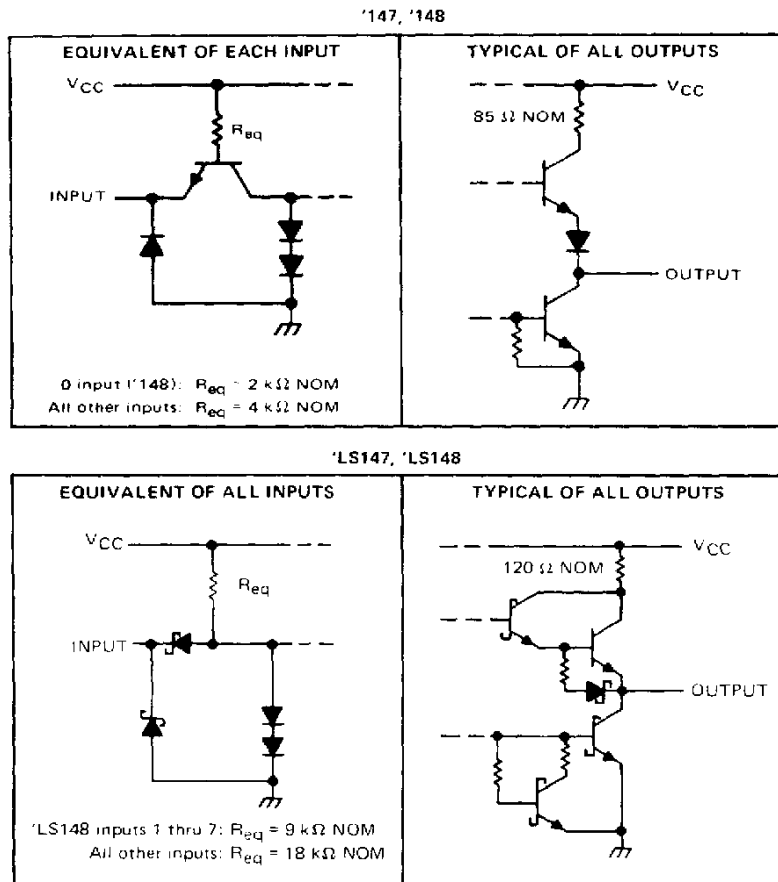 '147, '148
EQUIVALENT OF EACH INPUT
VCC
Req
INPUT
0 input ('148): Req = 2 kΩ NOM
All other inputs: Req = 4 kΩ NOM
TYPICAL OF ALL OUTPUTS
VCC
85 Ω NOM
OUTPUT
'LS147, 'LS148
EQUIVALENT OF ALL INPUTS
VCC
Req
INPUT
'LS148 inputs 1 thru 7: Req = 9 kΩ NOM
All other inputs: Req = 18 kΩ NOM
TYPICAL OF ALL OUTPUTS
VCC
120 Ω NOM
OUTPUT